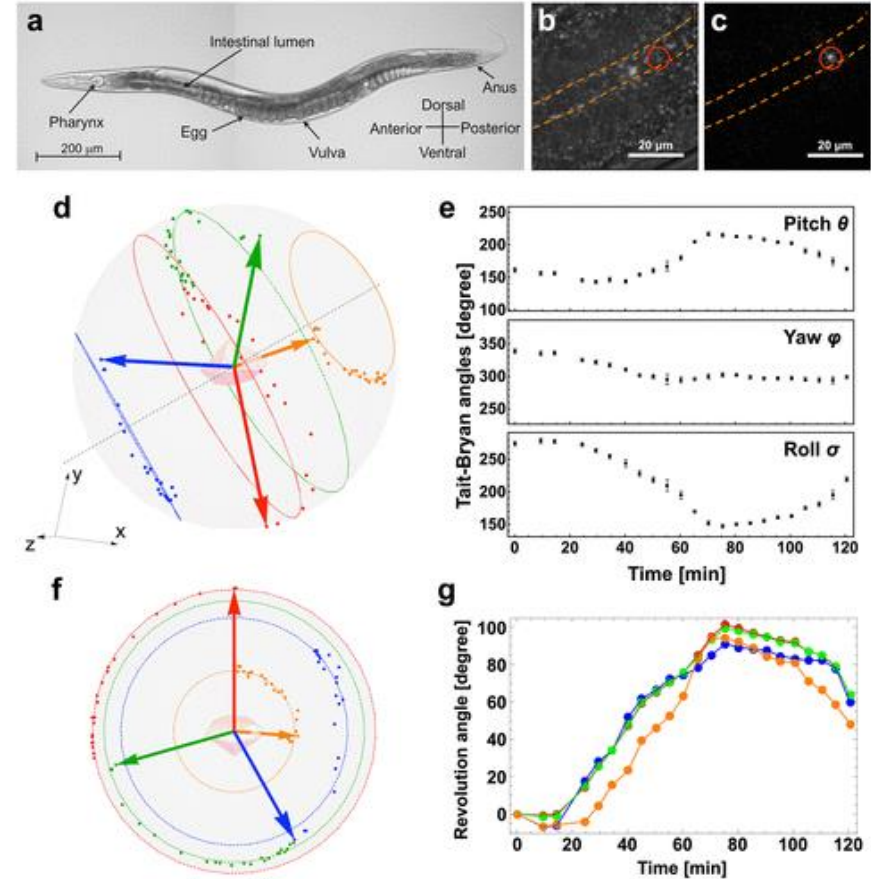 a
Intestinal lumen
Pharynx
Egg
Vulva
Anus
Dorsal
Anterior
Posterior
Ventral
200 μm
b
20 μm
c
20 μm
d
y
z
x
e
Tait-Bryan angles [degree]
Pitch θ
250
200
150
100
Yaw φ
350
300
250
Roll σ
250
200
150
0 20 40 60 80 100 120
Time [min]
f
g
Revolution angle [degree]
100
80
60
40
20
0
0 20 40 60 80 100 120
Time [min]